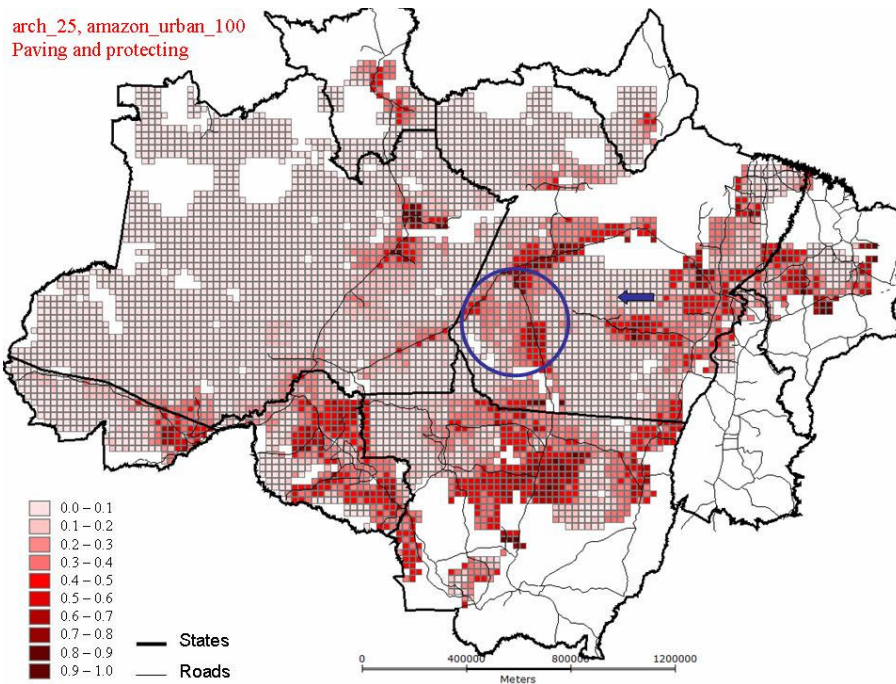 arch_25, amazon_urban_100
Paving and protecting
0.0 – 0.1
0.1 – 0.2
0.2 – 0.3
0.3 – 0.4
0.4 – 0.5
0.5 – 0.6
0.6 – 0.7
0.7 – 0.8
0.8 – 0.9
0.9 – 1.0
States
Roads
0 400000 800000 1200000
Meters